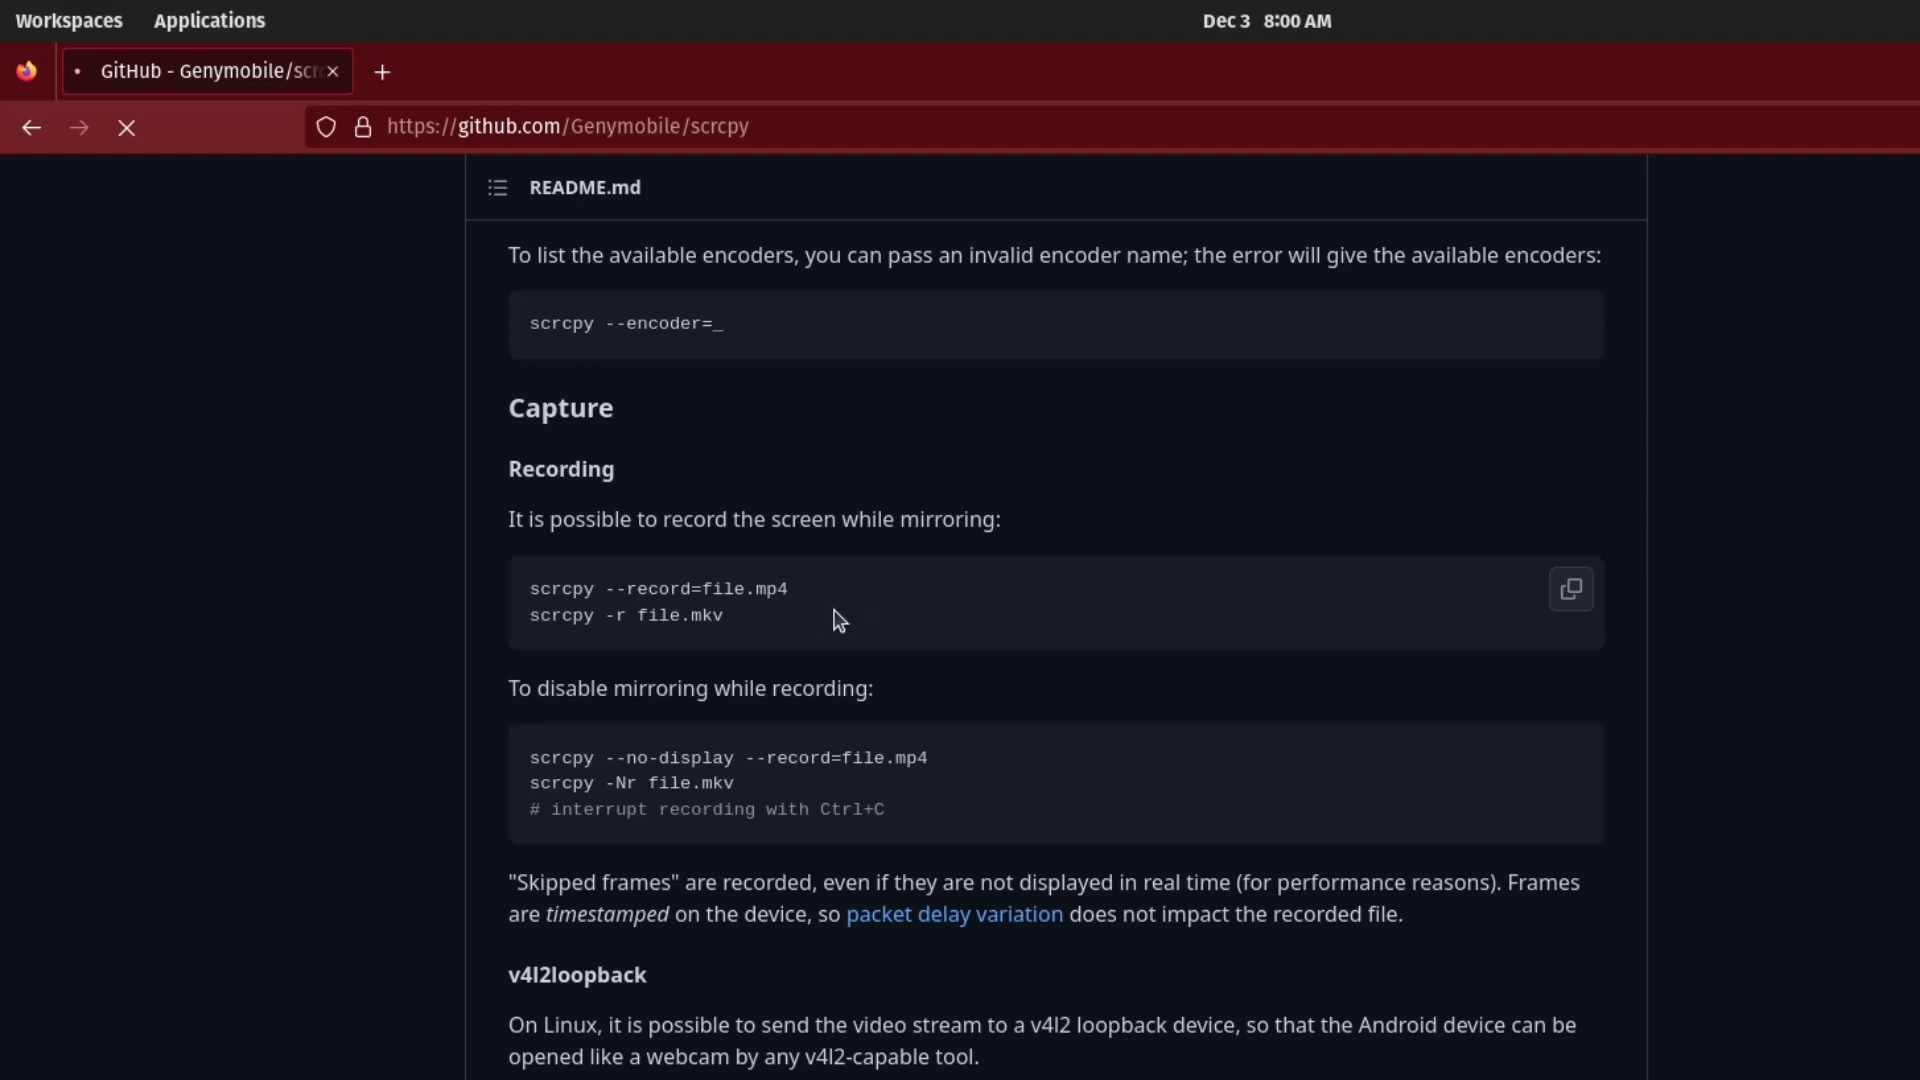 Workspaces Applications Dec 3 8:00 AM
GitHub - Genymobile/scr
https://github.com/Genymobile/scrcpy
README.md
To list the available encoders, you can pass an invalid encoder name; the error will give the available encoders:
scrcpy --encoder=_
Capture
Recording
It is possible to record the screen while mirroring:
scrcpy --record=file.mp4
scrcpy -r file.mkv
To disable mirroring while recording:
scrcpy --no-display --record=file.mp4
scrcpy -Nr file.mkv
# interrupt recording with Ctrl+C
"Skipped frames" are recorded, even if they are not displayed in real time (for performance reasons). Frames
are timestamped on the device, so packet delay variation does not impact the recorded file.
v4l2loopback
On Linux, it is possible to send the video stream to a v4l2 loopback device, so that the Android device can be
opened like a webcam by any v4l2-capable tool.